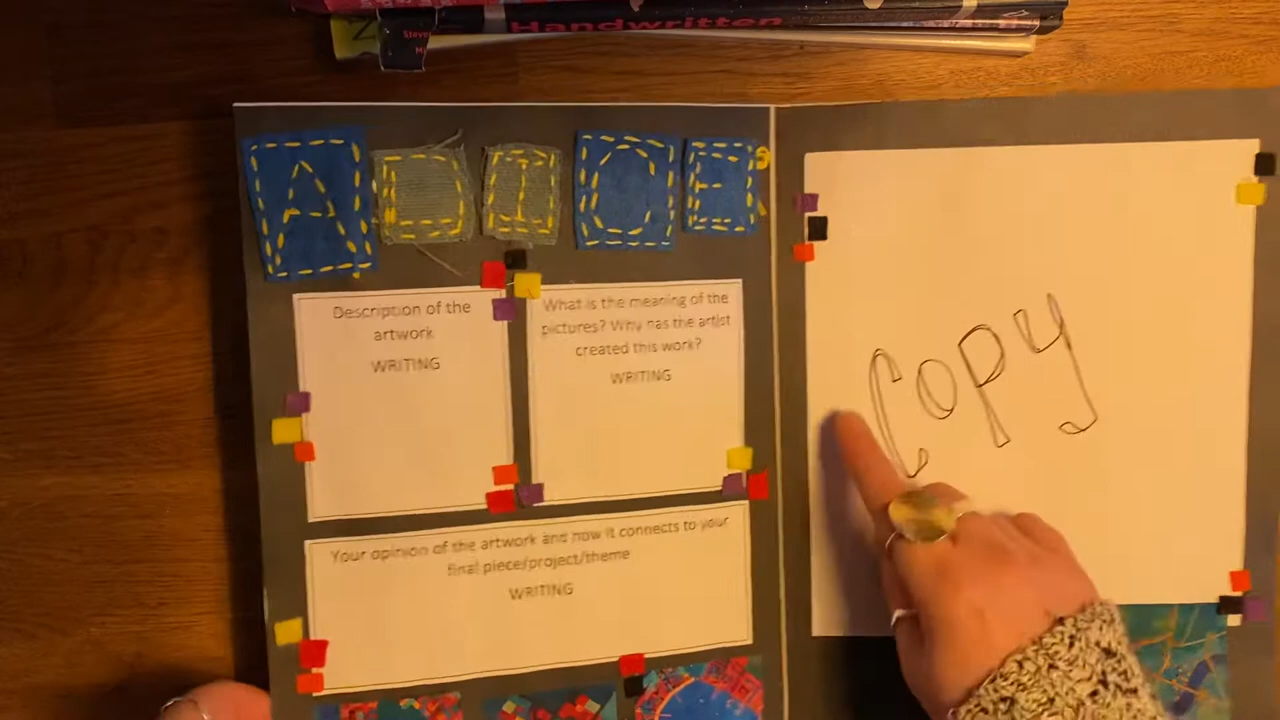 Handwritten
Steve
ALICE
Description of the
artwork
WRITING
What is the meaning of the
pictures? Why has the artist
created this work?
WRITING
Your opinion of the artwork and how it connects to your
final piece/project/theme
WRITING
Copy